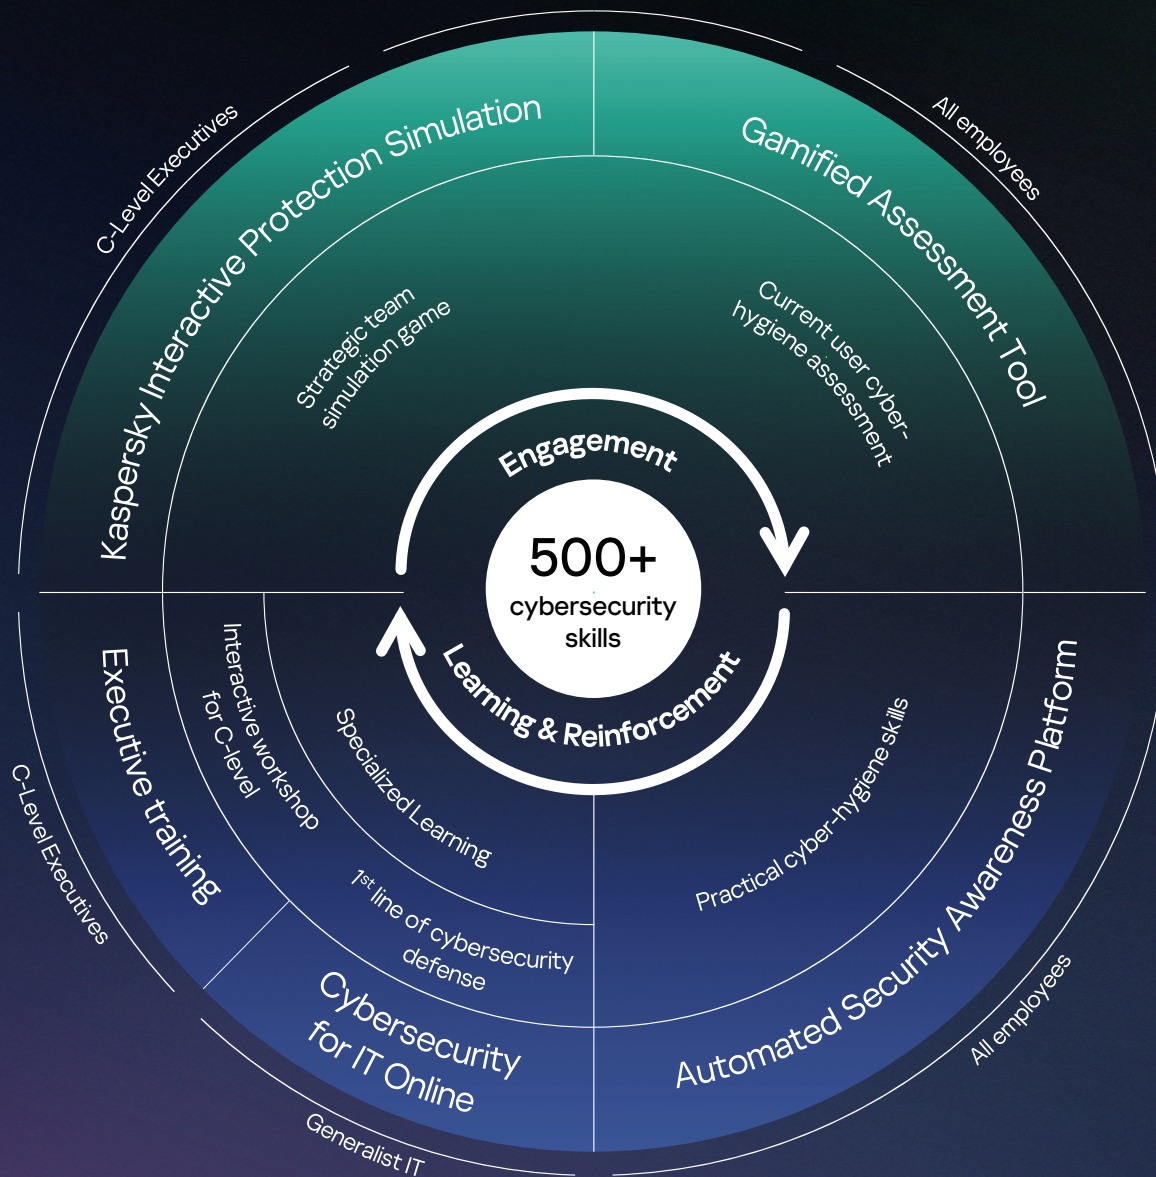 C-Level Executives
All employees
Kaspersky Interactive Protection Simulation
Gamified Assessment Tool
Strategic team
simulation game
Current user cyber-
hygiene assessment
Engagement
500+
cybersecurity
skills
Learning & Reinforcement
Executive training
Interactive workshop
for C-level
Specialized Learning
1st line of cybersecurity
defense
Cybersecurity
for IT Online
Practical cyber-hygiene skills
Automated Security Awareness Platform
C-Level Executives
Generalist IT
All employees